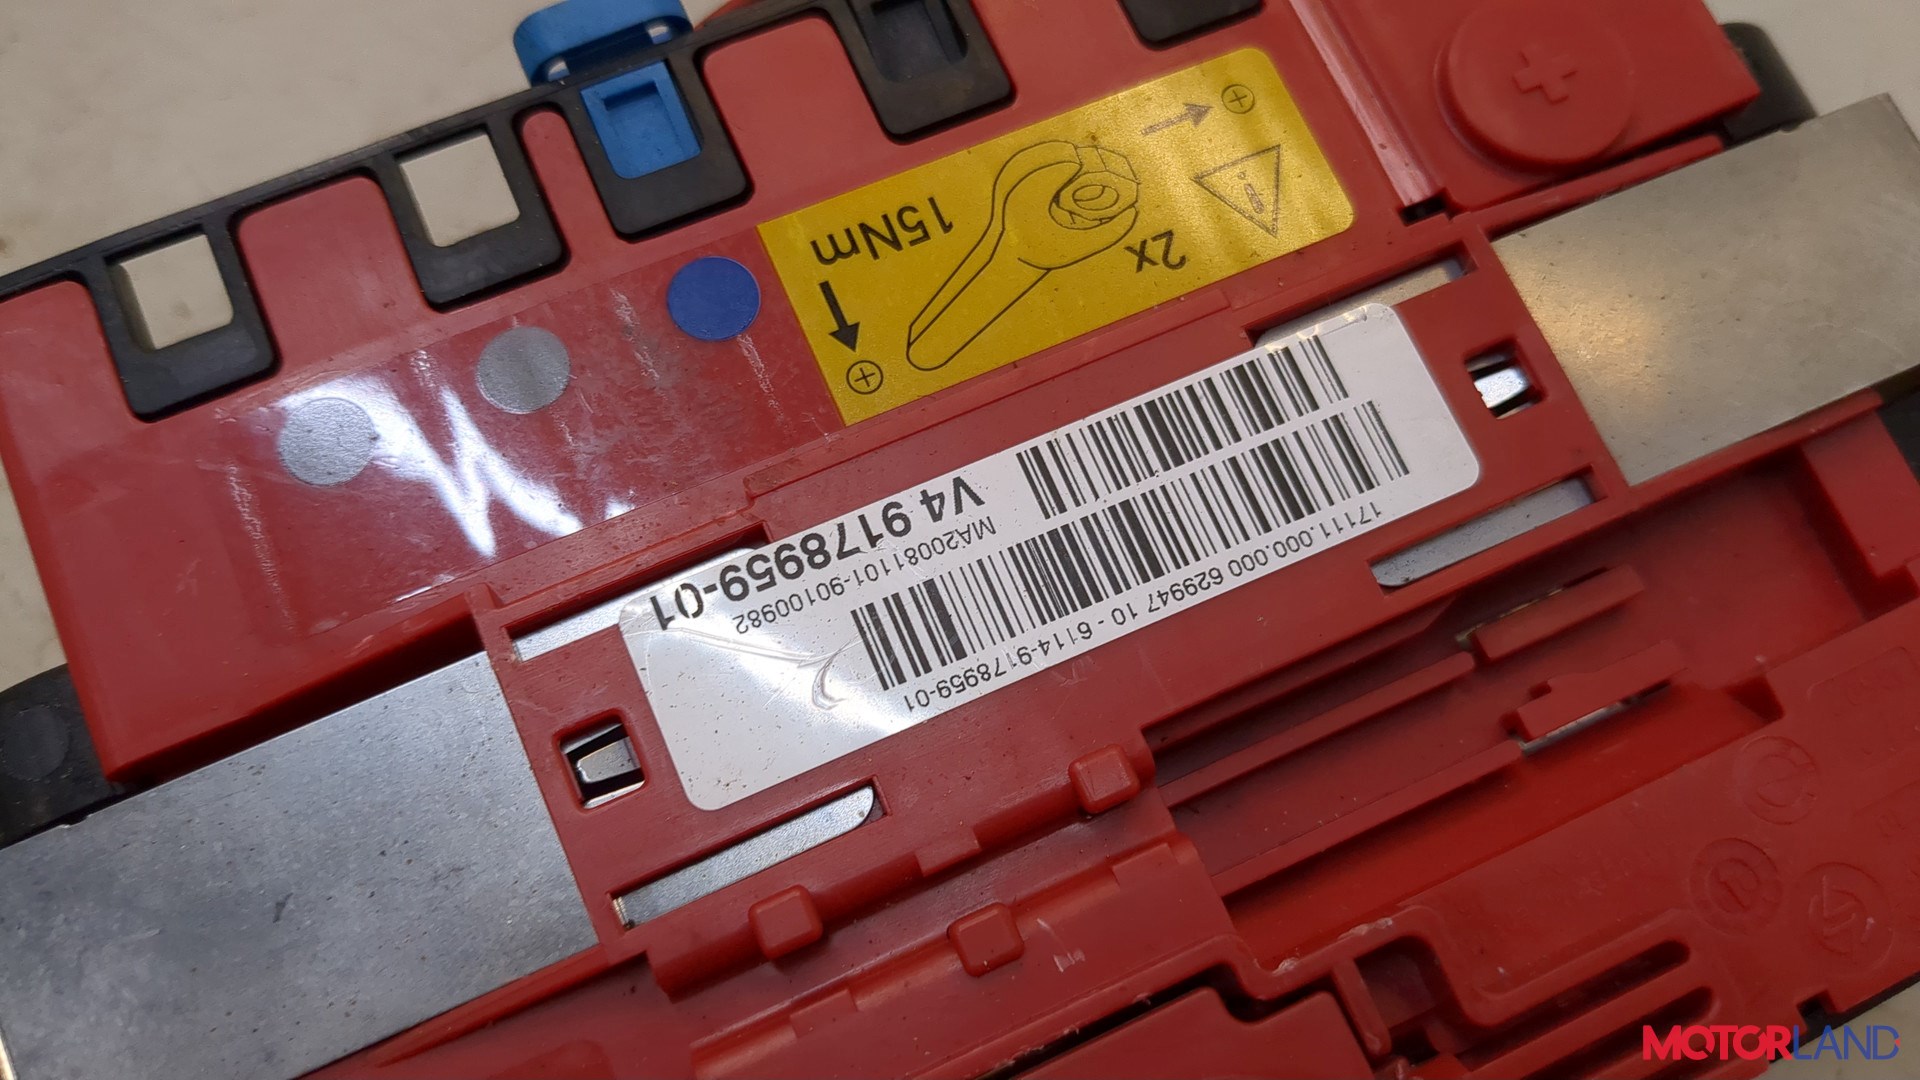 2x
15Nm
17111.000.000 629947 10 - 6114-9178959-01
MA20081101-90100982
V4 9178959-01
MOTORLAND